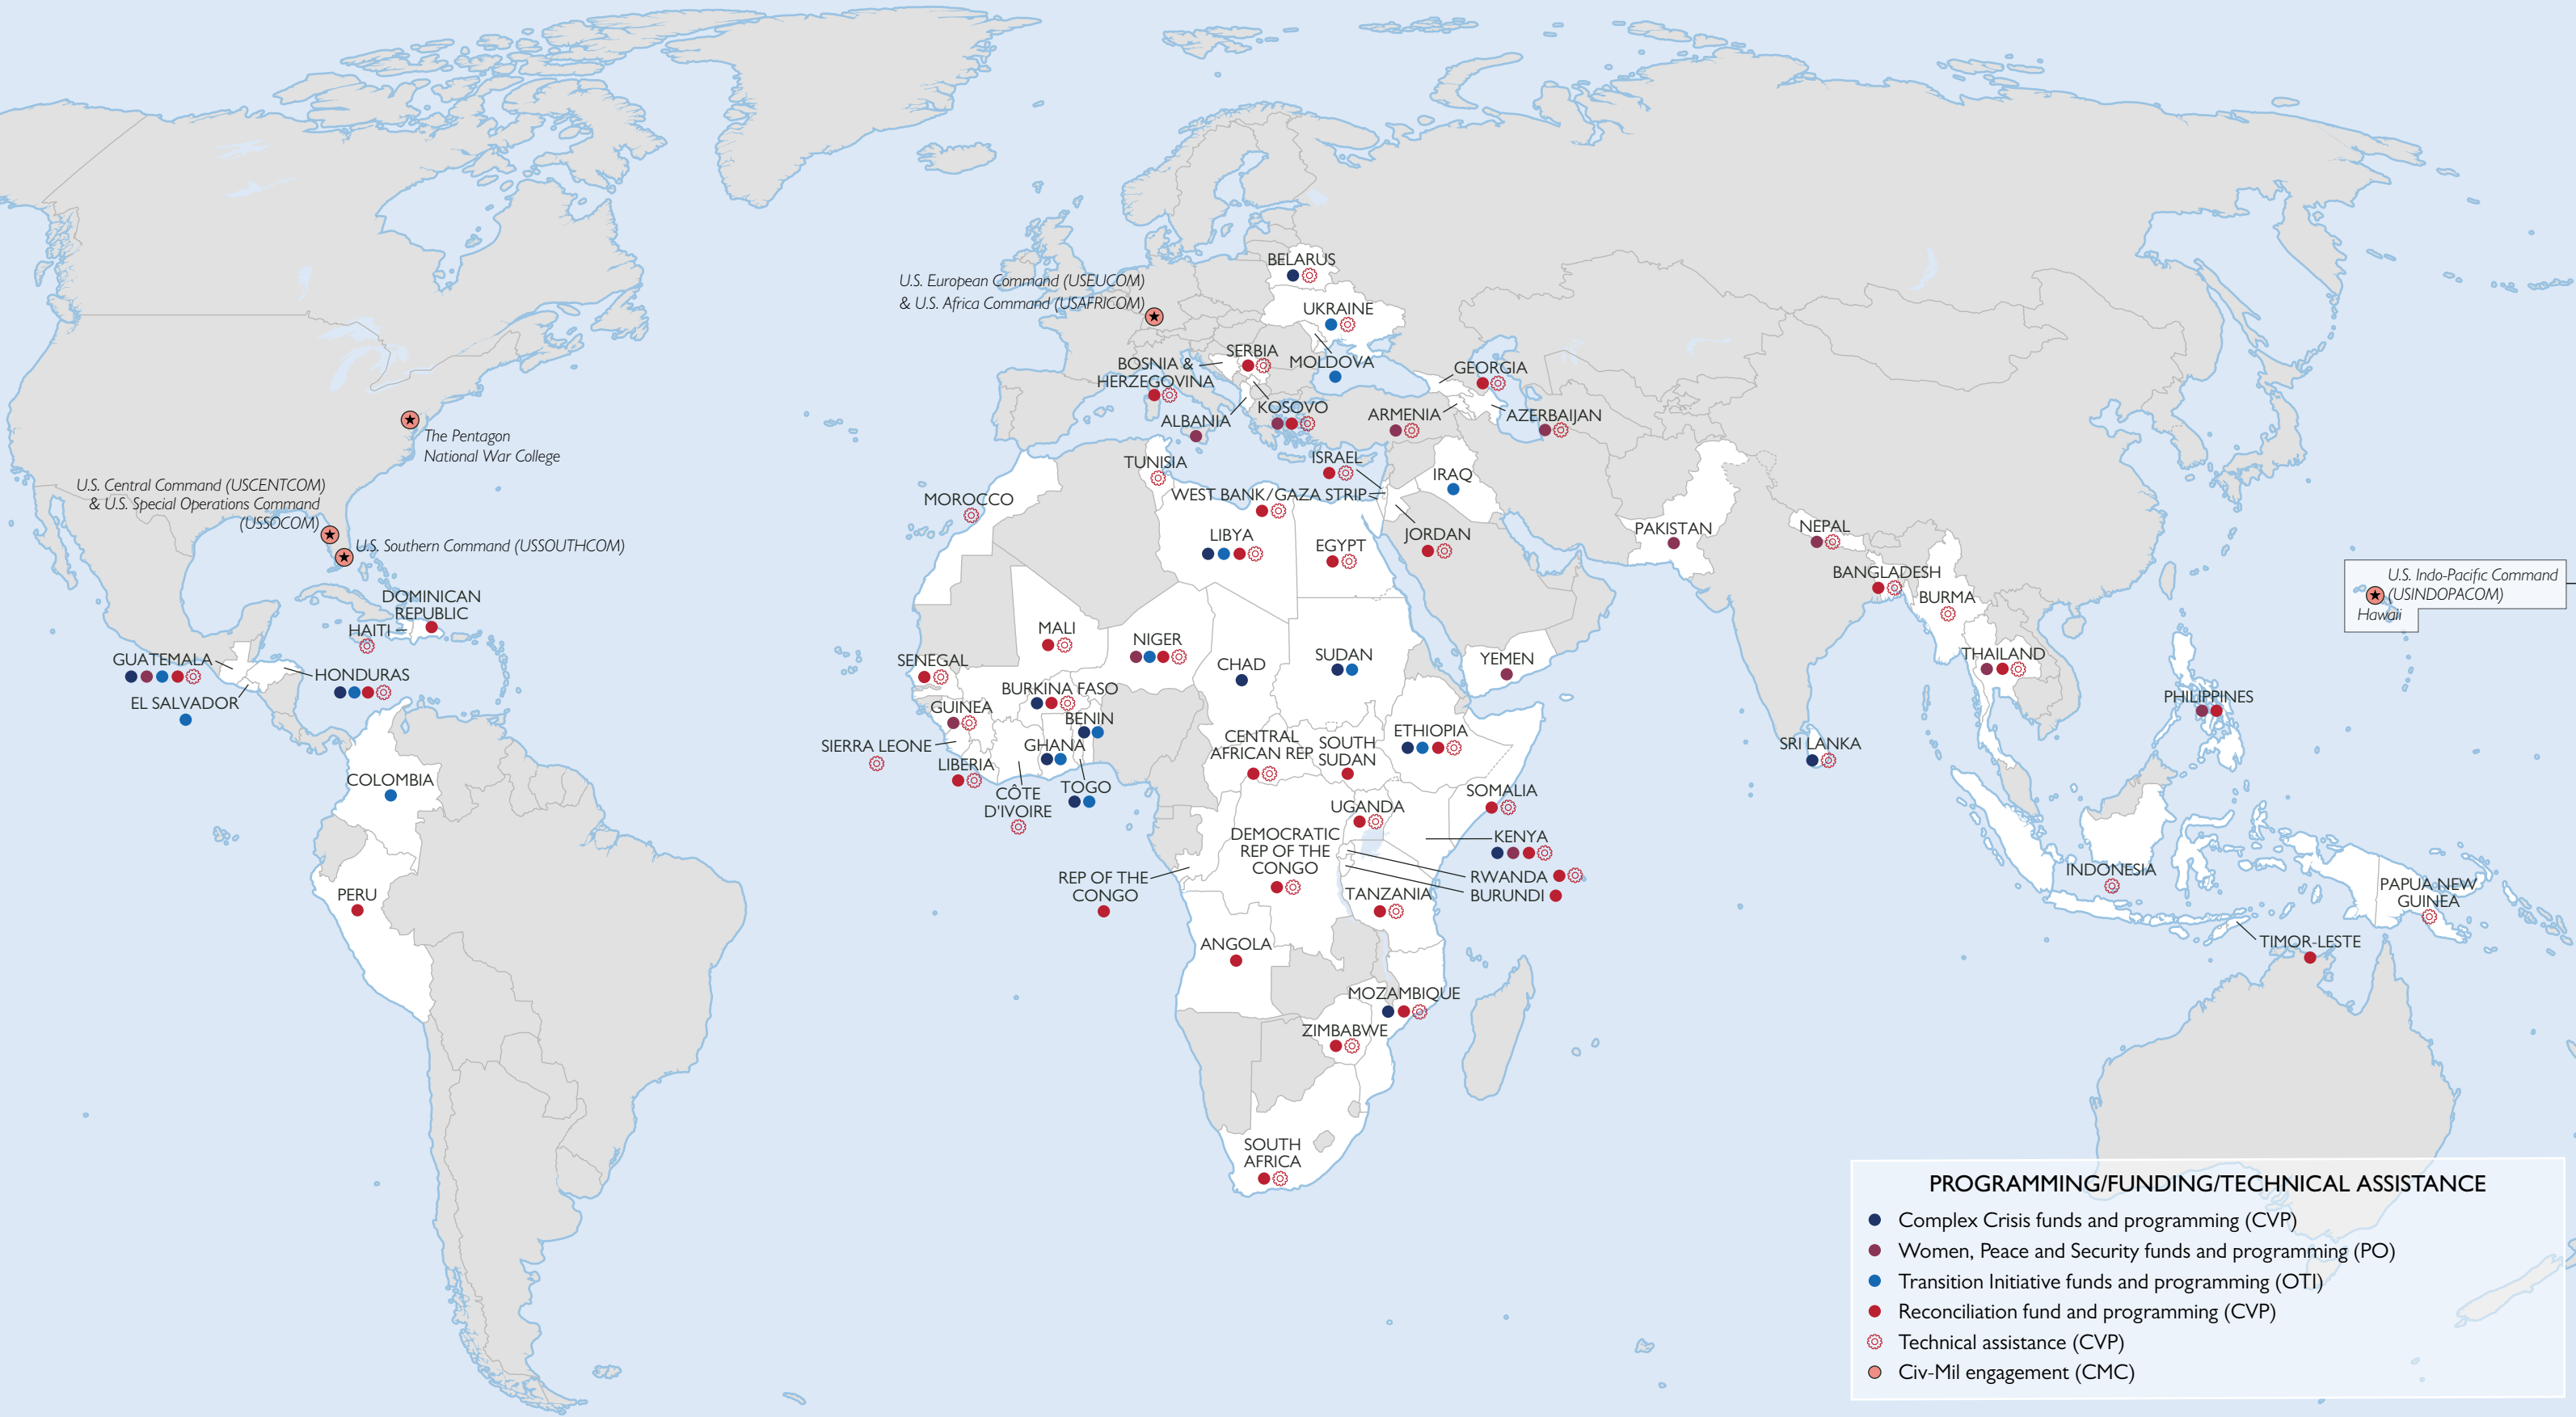 BELARUS
U.S. European Command (USEUCOM)
& U.S. Africa Command (USAFRICOM)
UKRAINE
SERBIA
MOLDOVA
BOSNIA &
HERZEGOVINA
GEORGIA
KOSOVO
ALBANIA
ARMENIA
AZERBAIJAN
The Pentagon
National War College
TUNISIA
ISRAEL
IRAQ
U.S. Central Command (USCENTCOM)
& U.S. Special Operations Command
(USSOCOM)
U.S. Southern Command (USSOUTHCOM)
MOROCCO
WEST BANK/GAZA STRIP
LIBYA
EGYPT
JORDAN
PAKISTAN
NEPAL
BANGLADESH
BURMA
U.S. Indo-Pacific Command
(USINDOPACOM)
Hawaii
DOMINICAN
REPUBLIC
HAITI
GUATEMALA
HONDURAS
EL SALVADOR
MALI
NIGER
CHAD
SUDAN
YEMEN
THAILAND
PHILIPPINES
SENEGAL
BURKINA FASO
GUINEA
BENIN
SIERRA LEONE
GHANA
LIBERIA
CÔTE
D'IVOIRE
TOGO
CENTRAL
AFRICAN REP
SOUTH
SUDAN
ETHIOPIA
SRI LANKA
COLOMBIA
UGANDA
SOMALIA
KENYA
DEMOCRATIC
REP OF THE
CONGO
REP OF THE
CONGO
RWANDA
BURUNDI
TANZANIA
PERU
INDONESIA
PAPUA NEW
GUINEA
TIMOR-LESTE
ANGOLA
MOZAMBIQUE
ZIMBABWE
SOUTH
AFRICA
PROGRAMMING/FUNDING/TECHNICAL ASSISTANCE
Complex Crisis funds and programming (CVP)
Women, Peace and Security funds and programming (PO)
Transition Initiative funds and programming (OTI)
Reconciliation fund and programming (CVP)
Technical assistance (CVP)
Civ-Mil engagement (CMC)